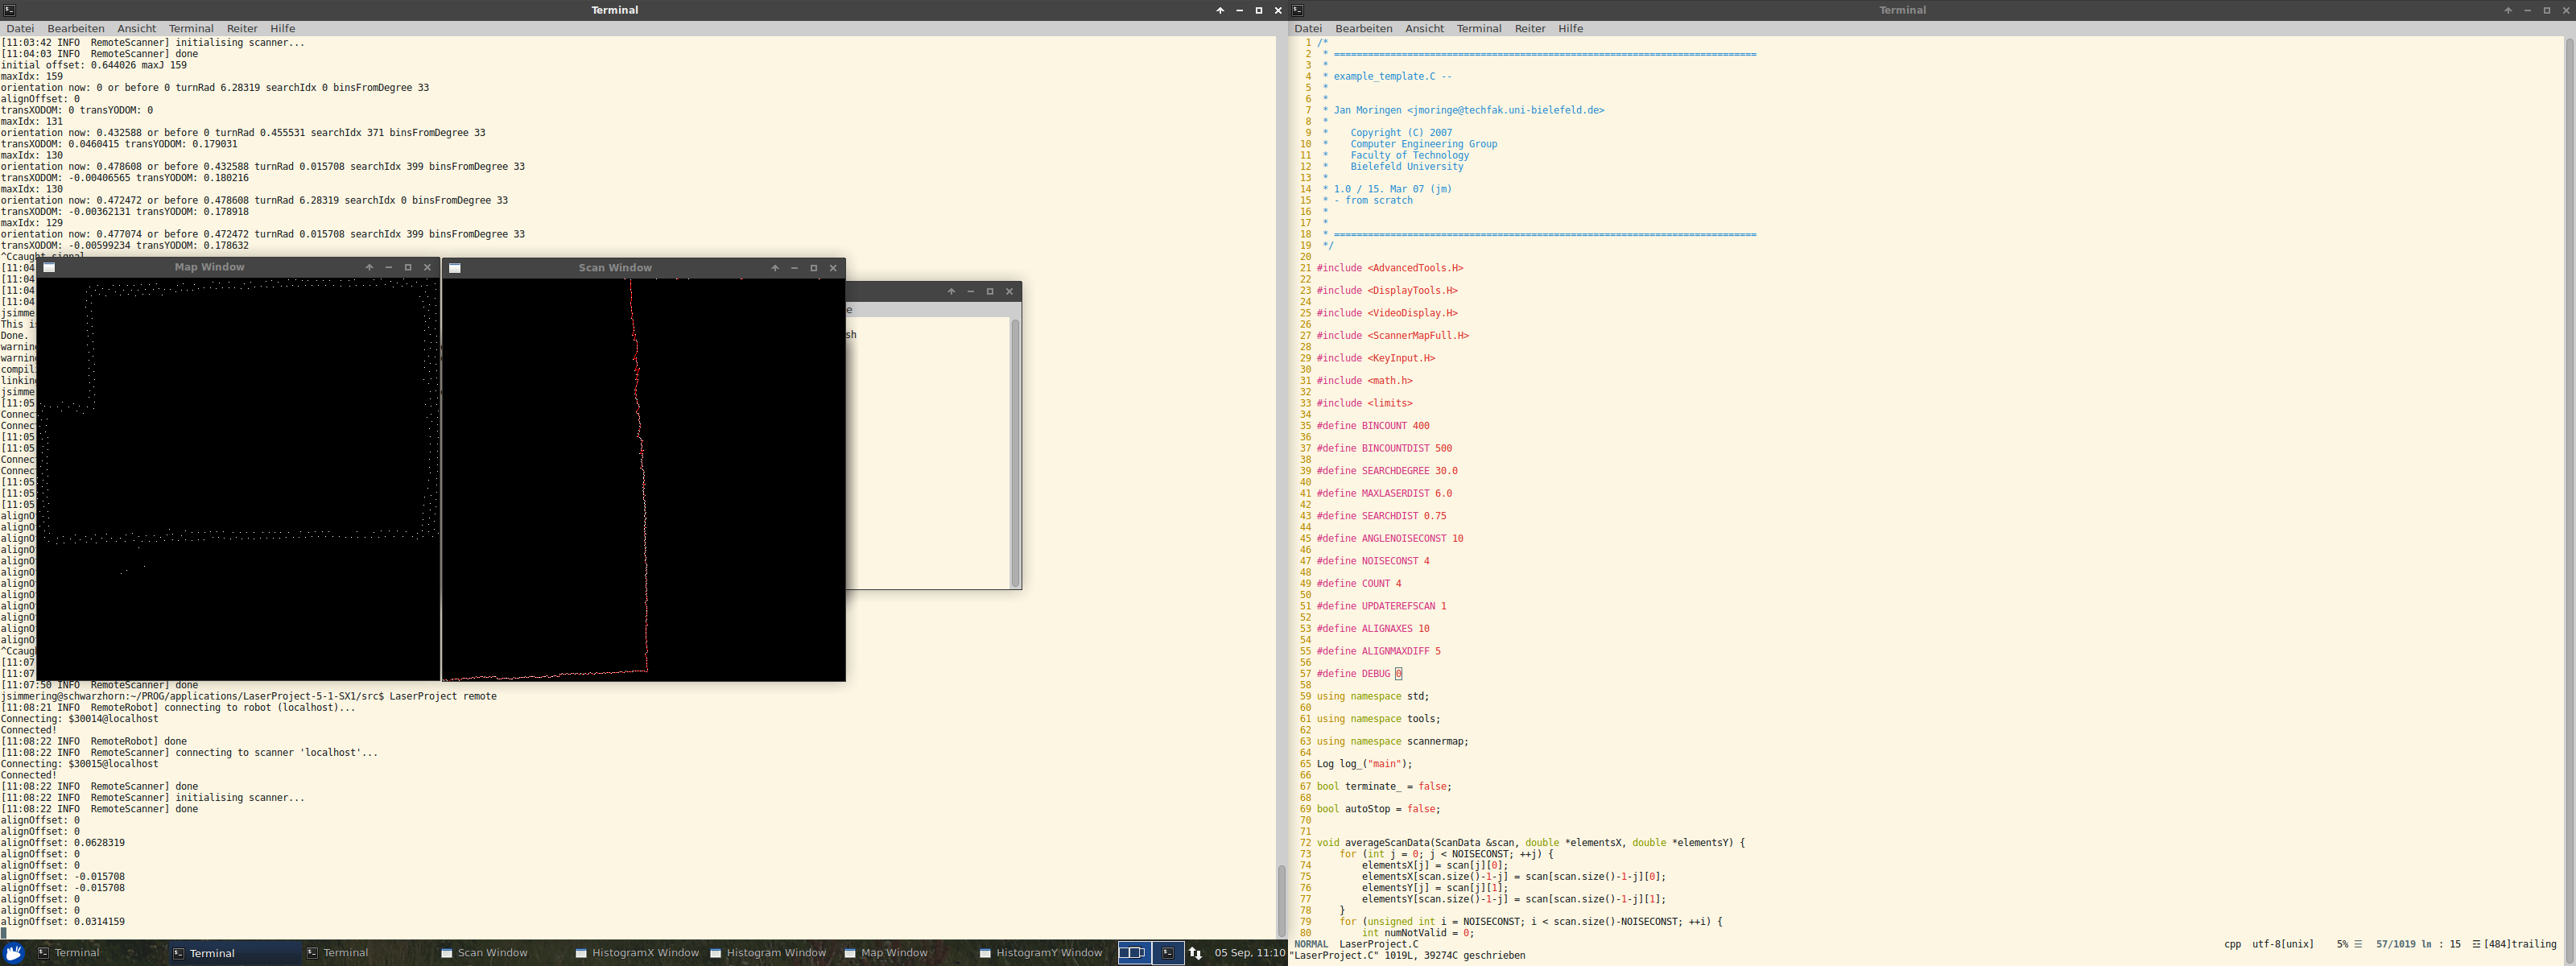 Terminal
Datei Bearbeiten Ansicht Terminal Reiter Hilfe
[11:03:42 INFO  RemoteScanner] initialising scanner...
[11:04:03 INFO  RemoteScanner] done
initial offset: 0.644026 maxJ 159
maxIdx: 159
orientation now: 0 or before 0 turnRad 6.28319 searchIdx 0 binsFromDegree 33
alignOffset: 0
transXODOM: 0 transYODOM: 0
maxIdx: 131
orientation now: 0.432588 or before 0 turnRad 0.455531 searchIdx 371 binsFromDegree 33
transXODOM: 0.0460415 transYODOM: 0.179031
maxIdx: 130
orientation now: 0.478608 or before 0.432588 turnRad 0.015708 searchIdx 399 binsFromDegree 33
transXODOM: -0.00406565 transYODOM: 0.180216
maxIdx: 130
orientation now: 0.472472 or before 0.478608 turnRad 6.28319 searchIdx 0 binsFromDegree 33
transXODOM: -0.00362131 transYODOM: 0.178918
maxIdx: 129
orientation now: 0.477074 or before 0.472472 turnRad 0.015708 searchIdx 399 binsFromDegree 33
transXODOM: -0.00599234 transYODOM: 0.178632
^Ccaught signal
[11:04
[11:04
[11:04
[11:04
jsimme
This i
Done.
warnin
warnin
compil
linkin
jsimme
[11:05
Connec
Connec
[11:05
[11:05
Connec
Connec
[11:05
[11:05
[11:05
alignO
alignO
alignO
alignO
alignO
alignO
alignO
alignO
alignO
alignO
alignO
alignO
^Ccaug
[11:07
[11:07
[11:07:50 INFO  RemoteScanner] done
Map Window
Scan Window
e
sh
jsimmering@schwarzhorn:~/PROG/applications/LaserProject-5-1-SX1/src$ LaserProject remote
[11:08:21 INFO  RemoteRobot] connecting to robot (localhost)...
Connecting: $30014@localhost
Connected!
[11:08:22 INFO  RemoteRobot] done
[11:08:22 INFO  RemoteScanner] connecting to scanner 'localhost'...
Connecting: $30015@localhost
Connected!
[11:08:22 INFO  RemoteScanner] done
[11:08:22 INFO  RemoteScanner] initialising scanner...
[11:08:22 INFO  RemoteScanner] done
alignOffset: 0
alignOffset: 0
alignOffset: 0.0628319
alignOffset: 0
alignOffset: 0
alignOffset: -0.015708
alignOffset: -0.015708
alignOffset: 0
alignOffset: 0
alignOffset: 0.0314159
Terminal Terminal Terminal Scan Window HistogramX Window Histogram Window Map Window HistogramY Window 05 Sep, 11:10
Terminal
Datei Bearbeiten Ansicht Terminal Reiter Hilfe
1 /*
2  * ===========================================================================
3  *
4  * example_template.C --
5  *
6  *
7  * Jan Moringen <jmoringe@techfak.uni-bielefeld.de>
8  *
9  *    Copyright (C) 2007
10  *    Computer Engineering Group
11  *    Faculty of Technology
12  *    Bielefeld University
13  *
14  * 1.0 / 15. Mar 07 (jm)
15  * - from scratch
16  *
17  *
18  * ===========================================================================
19  */
20
21 #include <AdvancedTools.H>
22
23 #include <DisplayTools.H>
24
25 #include <VideoDisplay.H>
26
27 #include <ScannerMapFull.H>
28
29 #include <KeyInput.H>
30
31 #include <math.h>
32
33 #include <limits>
34
35 #define BINCOUNT 400
36
37 #define BINCOUNTDIST 500
38
39 #define SEARCHDEGREE 30.0
40
41 #define MAXLASERDIST 6.0
42
43 #define SEARCHDIST 0.75
44
45 #define ANGLENOISECONST 10
46
47 #define NOISECONST 4
48
49 #define COUNT 4
50
51 #define UPDATEREFSCAN 1
52
53 #define ALIGNAXES 10
54
55 #define ALIGNMAXDIFF 5
56
57 #define DEBUG 0
58
59 using namespace std;
60
61 using namespace tools;
62
63 using namespace scannermap;
64
65 Log log_("main");
66
67 bool terminate_ = false;
68
69 bool autoStop = false;
70
71
72 void averageScanData(ScanData &scan, double *elementsX, double *elementsY) {
73     for (int j = 0; j < NOISECONST; ++j) {
74         elementsX[j] = scan[j][0];
75         elementsX[scan.size()-1-j] = scan[scan.size()-1-j][0];
76         elementsY[j] = scan[j][1];
77         elementsY[scan.size()-1-j] = scan[scan.size()-1-j][1];
78     }
79     for (unsigned int i = NOISECONST; i < scan.size()-NOISECONST; ++i) {
80         int numNotValid = 0;
NORMAL  LaserProject.C cpp utf-8[unix] 5% ☰ 57/1019 ln : 15 ☲ [484]trailing
"LaserProject.C" 1019L, 39274C geschrieben